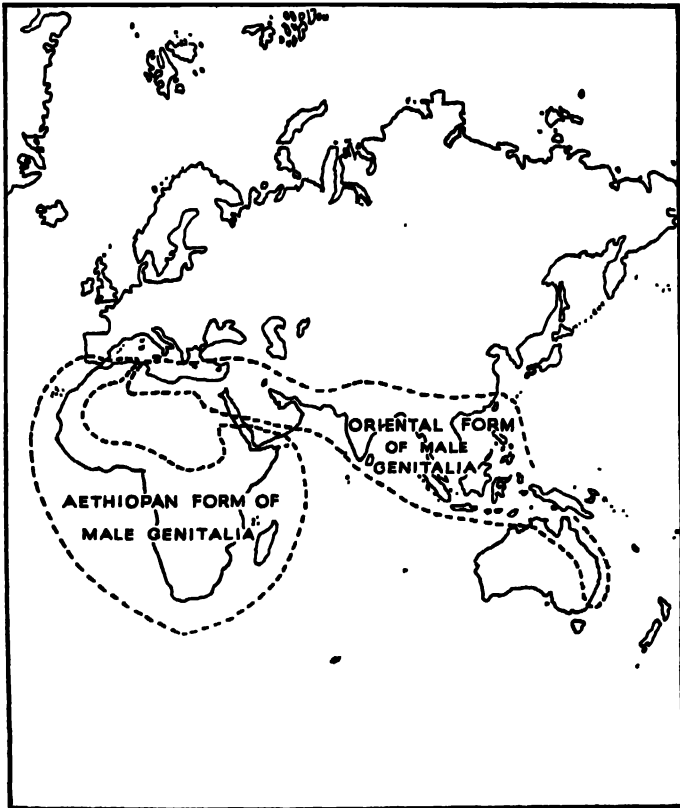 ORIENTAL FORM
OF MALE
GENITALIA
AETHIOPAN FORM OF
MALE GENITALIA